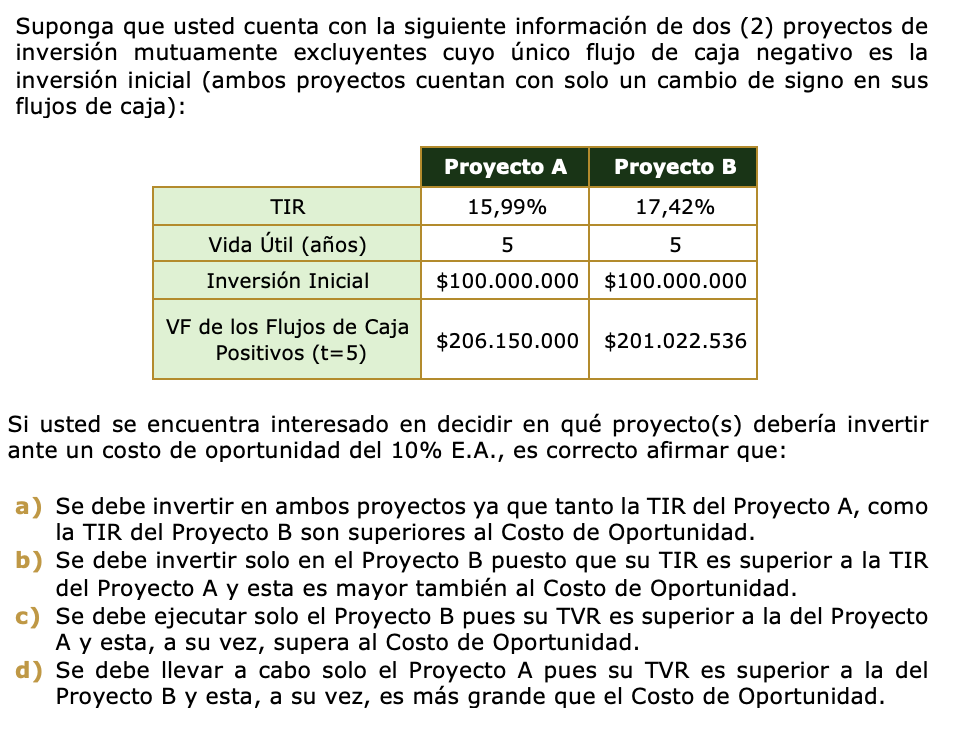 Suponga que usted cuenta con la siguiente información de dos (2) proyectos de
inversión mutuamente excluyentes cuyo único flujo de caja negativo es la
inversión inicial (ambos proyectos cuentan con solo un cambio de signo en sus
flujos de caja):
Proyecto A Proyecto B
TIR 15,99% 17,42%
Vida Útil (años) 5 5
Inversión Inicial $100.000.000 $100.000.000
VF de los Flujos de Caja
Positivos (t=5) $206.150.000 $201.022.536
Si usted se encuentra interesado en decidir en qué proyecto(s) debería invertir
ante un costo de oportunidad del 10% E.A., es correcto afirmar que:
a) Se debe invertir en ambos proyectos ya que tanto la TIR del Proyecto A, como
la TIR del Proyecto B son superiores al Costo de Oportunidad.
b) Se debe invertir solo en el Proyecto B puesto que su TIR es superior a la TIR
del Proyecto A y esta es mayor también al Costo de Oportunidad.
c) Se debe ejecutar solo el Proyecto B pues su TVR es superior a la del Proyecto
A y esta, a su vez, supera al Costo de Oportunidad.
d) Se debe llevar a cabo solo el Proyecto A pues su TVR es superior a la del
Proyecto B y esta, a su vez, es más grande que el Costo de Oportunidad.